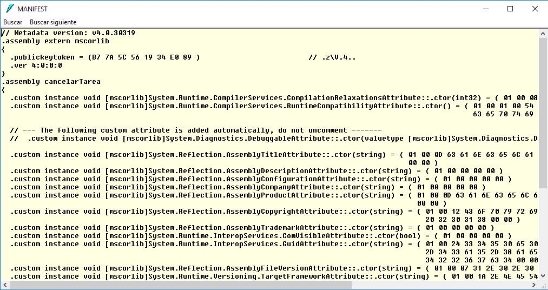 MANIFEST
Buscar Buscar siguiente
// Metadata version: v4.0.30319
.assembly extern mscorlib
{
.publickeytoken = (B7 7A 5C 56 19 34 E0 89 ) // .z\V.4..
.ver 4:0:0:0
}
.assembly cancelarTarea
{
.custom instance void [mscorlib]System.Runtime.CompilerServices.CompilationRelaxationsAttribute::.ctor(int32) = ( 01 00 08
.custom instance void [mscorlib]System.Runtime.CompilerServices.RuntimeCompatibilityAttribute::.ctor() = ( 01 00 01 00 54
63 65 70 74 69
// --- The following custom attribute is added automatically, do not uncomment -------
// .custom instance void [mscorlib]System.Diagnostics.DebuggableAttribute::.ctor(valuetype [mscorlib]System.Diagnostics.D
.custom instance void [mscorlib]System.Reflection.AssemblyTitleAttribute::.ctor(string) = ( 01 00 0D 63 61 6E 63 65 6C 61
00 00 )
.custom instance void [mscorlib]System.Reflection.AssemblyDescriptionAttribute::.ctor(string) = ( 01 00 00 00 00 )
.custom instance void [mscorlib]System.Reflection.AssemblyConfigurationAttribute::.ctor(string) = ( 01 00 00 00 00 )
.custom instance void [mscorlib]System.Reflection.AssemblyCompanyAttribute::.ctor(string) = ( 01 00 00 00 00 )
.custom instance void [mscorlib]System.Reflection.AssemblyProductAttribute::.ctor(string) = ( 01 00 0D 63 61 6E 63 65 6C 6
00 00 )
.custom instance void [mscorlib]System.Reflection.AssemblyCopyrightAttribute::.ctor(string) = ( 01 00 12 43 6F 70 79 72 69
20 32 30 31 38 00 00 )
.custom instance void [mscorlib]System.Reflection.AssemblyTrademarkAttribute::.ctor(string) = ( 01 00 00 00 00 )
.custom instance void [mscorlib]System.Runtime.InteropServices.ComVisibleAttribute::.ctor(bool) = ( 01 00 00 00 00 )
.custom instance void [mscorlib]System.Runtime.InteropServices.GuidAttribute::.ctor(string) = ( 01 00 24 33 34 35 30 65 30
2D 34 33 61 35 2D 30 61 65
34 32 32 36 37 63 34 00 00
.custom instance void [mscorlib]System.Reflection.AssemblyFileVersionAttribute::.ctor(string) = ( 01 00 07 31 2E 30 2E 30
.custom instance void [mscorlib]System.Runtime.Versioning.TargetFrameworkAttribute::.ctor(string) = ( 01 00 1A 2E 4E 45 54